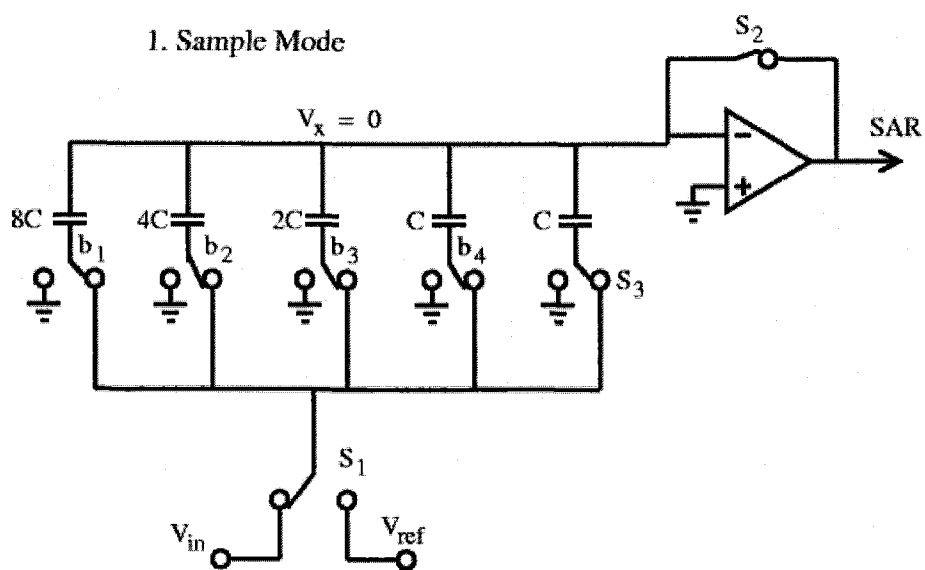 1. Sample Mode
S2
Vx = 0
SAR
−
+
8C
4C
2C
C
C
b1
b2
b3
b4
S3
S1
Vin
Vref